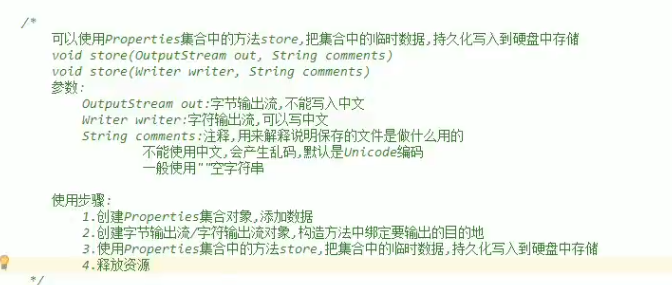 /*
可以使用Properties集合中的方法store,把集合中的临时数据,持久化写入到硬盘中存储
void store(OutputStream out, String comments)
void store(Writer writer, String comments)
参数:
OutputStream out:字节输出流,不能写入中文
Writer writer:字符输出流,可以写中文
String comments:注释,用来解释说明保存的文件是做什么用的
不能使用中文,会产生乱码,默认是Unicode编码
一般使用""空字符串
使用步骤:
1.创建Properties集合对象,添加数据
2.创建字节输出流/字符输出流对象,构造方法中绑定要输出的目的地
3.使用Properties集合中的方法store,把集合中的临时数据,持久化写入到硬盘中存储
4.释放资源
*/